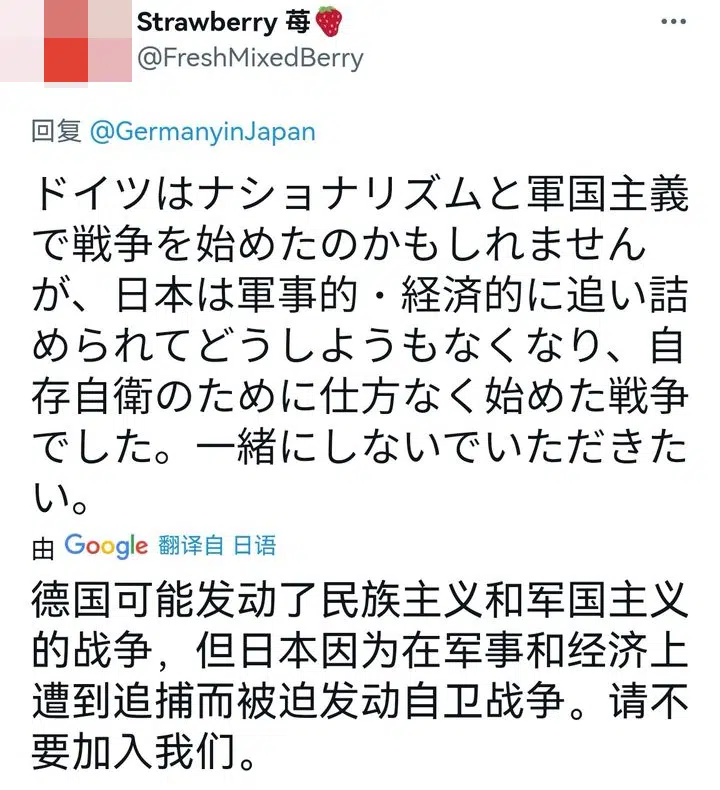 Strawberry 苺🍓
@FreshMixedBerry
回复 @GermanyinJapan
ドイツはナショナリズムと軍国主義
で戦争を始めたのかもしれません
が、日本は軍事的・経済的に追い詰
められてどうしようもなくなり、自
存自衛のために仕方なく始めた戦争
でした。一緒にしないでいただきた
い。
由 Google 翻译自 日语
德国可能发动了民族主义和军国主义
的战争，但日本因为在军事和经济上
遭到追捕而被迫发动自卫战争。请不
要加入我们。